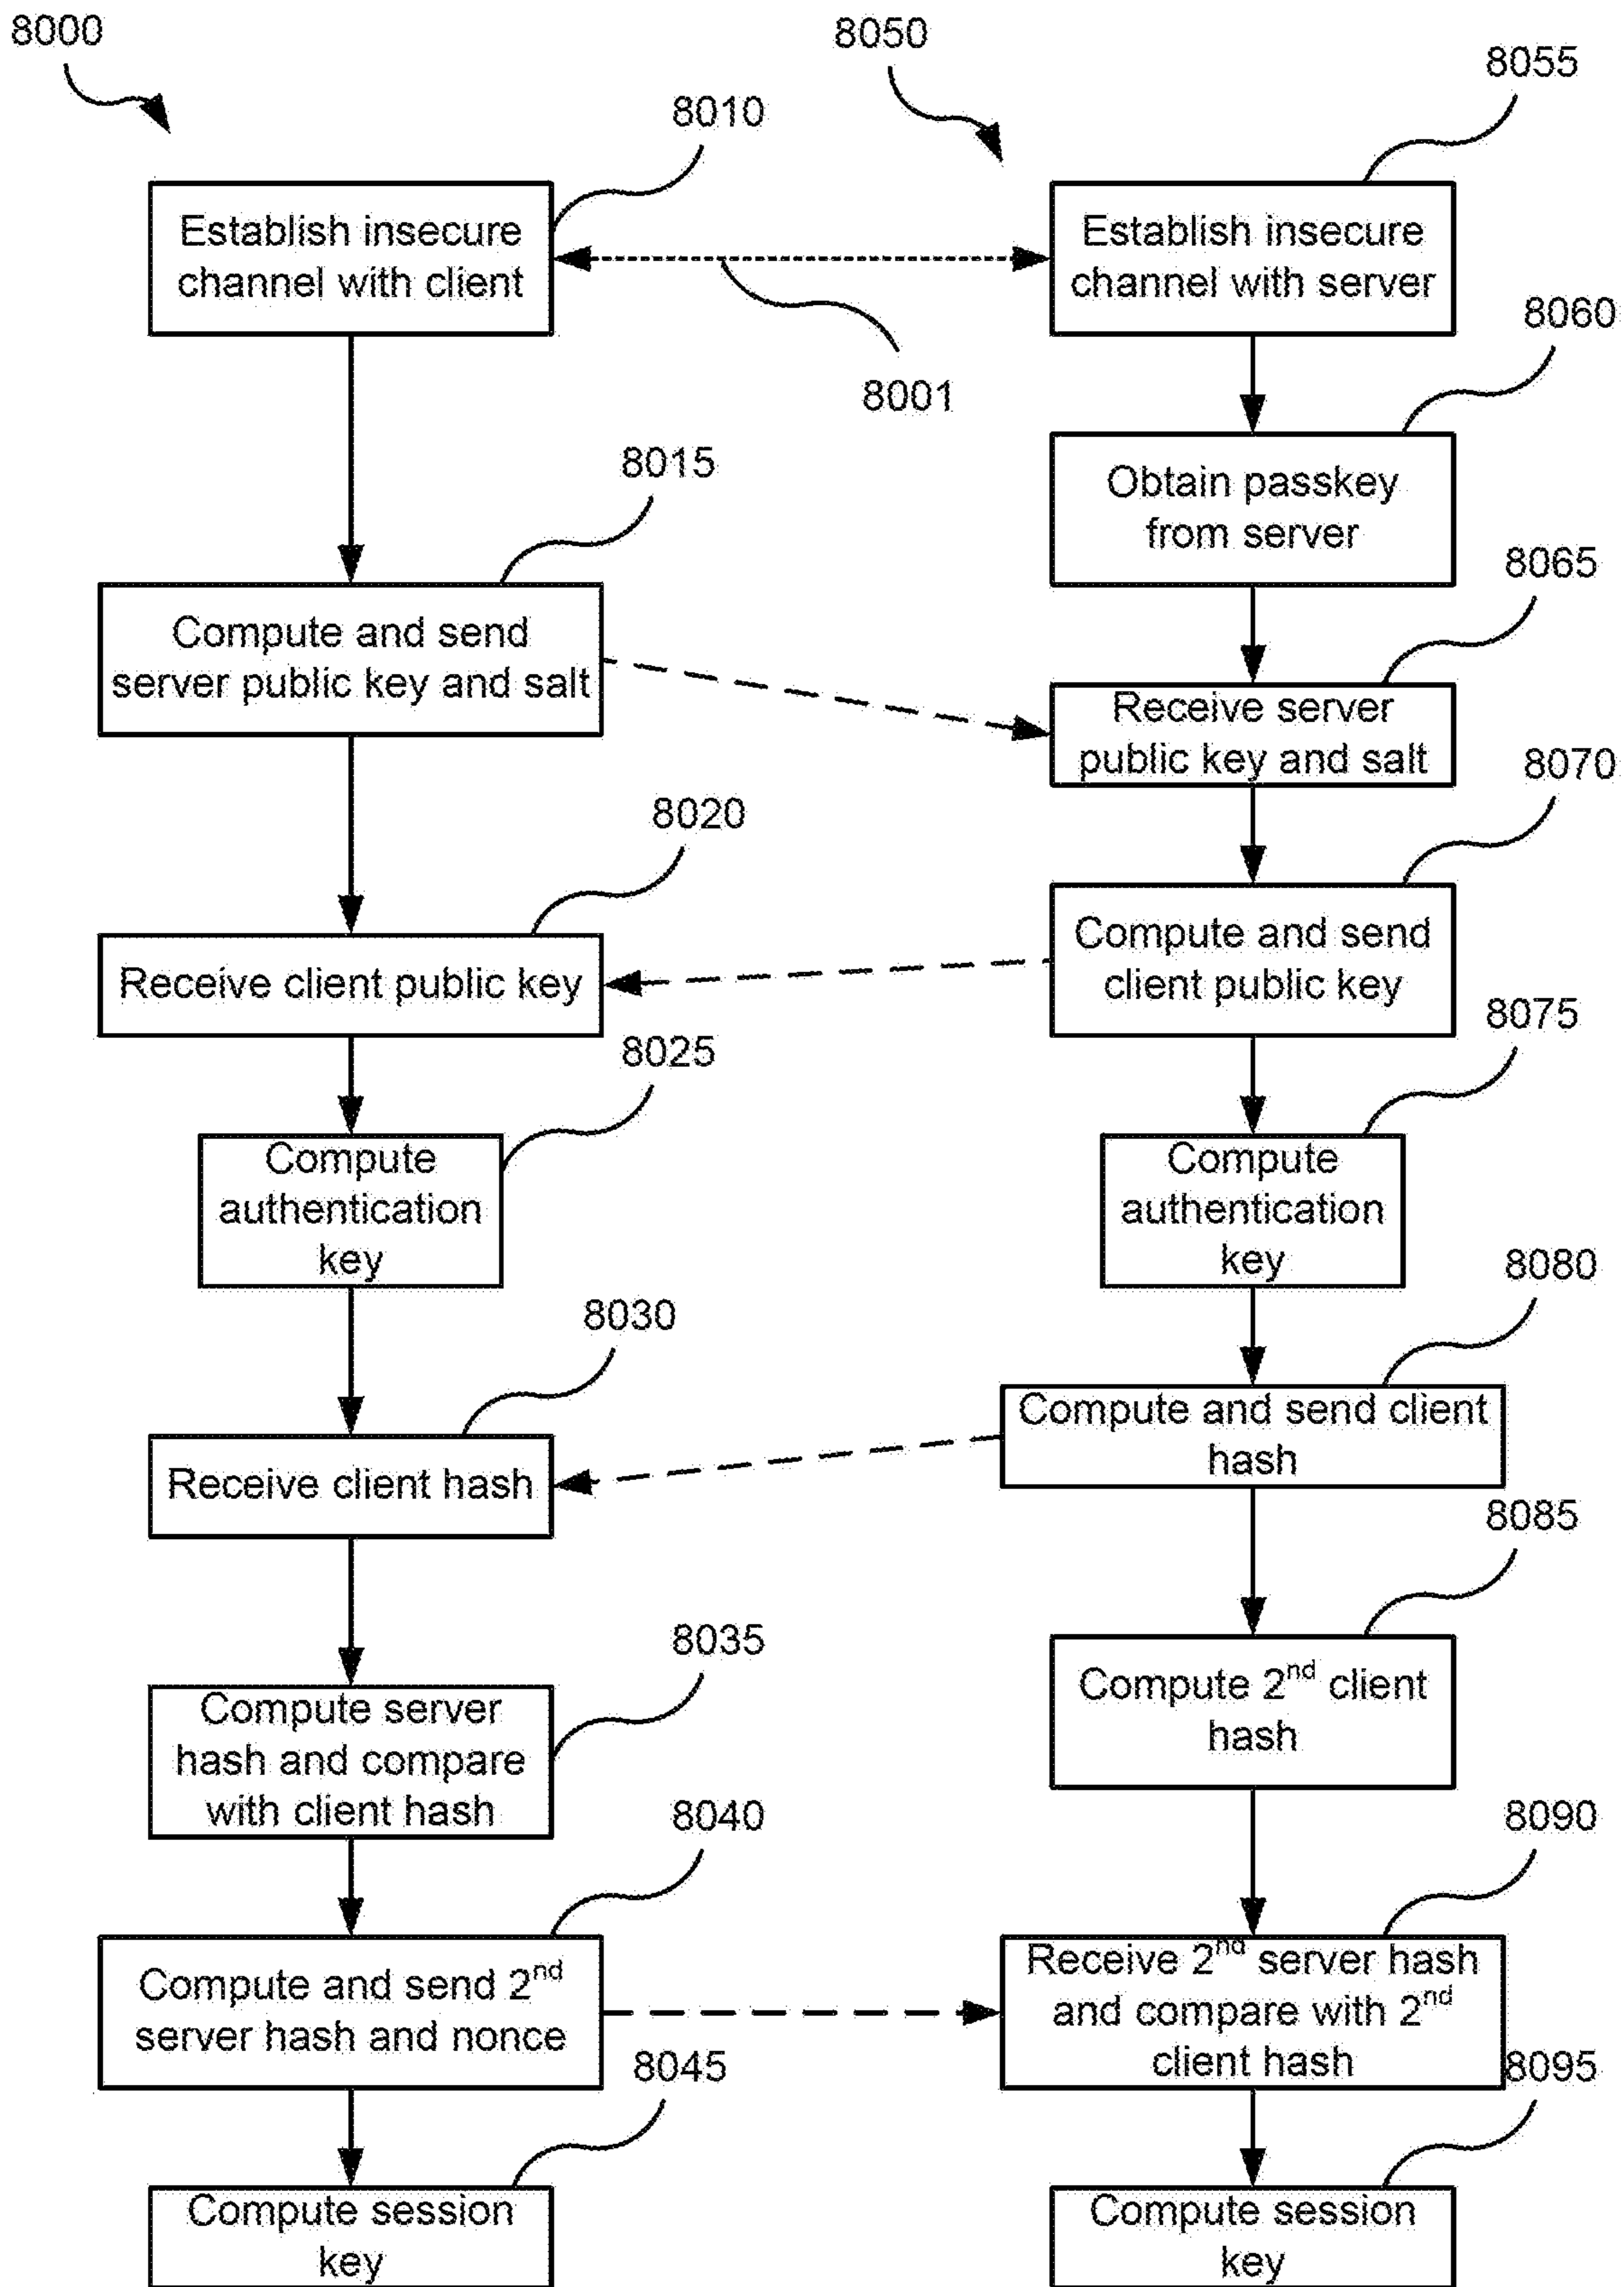 8000
8050
8055
8010
Establish insecure
channel with client
Establish insecure
channel with server
8060
8001
8015
Obtain passkey
from server
8065
Compute and send
server public key and salt
Receive server
public key and salt
8070
8020
Receive client public key
Compute and send
client public key
8075
8025
Compute
authentication
key
Compute
authentication
key
8080
8030
Compute and send client
hash
Receive client hash
8085
8035
Compute 2nd client
hash
Compute server
hash and compare
with client hash
8040
8090
Compute and send 2nd
server hash and nonce
Receive 2nd server hash
and compare with 2nd
client hash
8045
8095
Compute session
key
Compute session
key